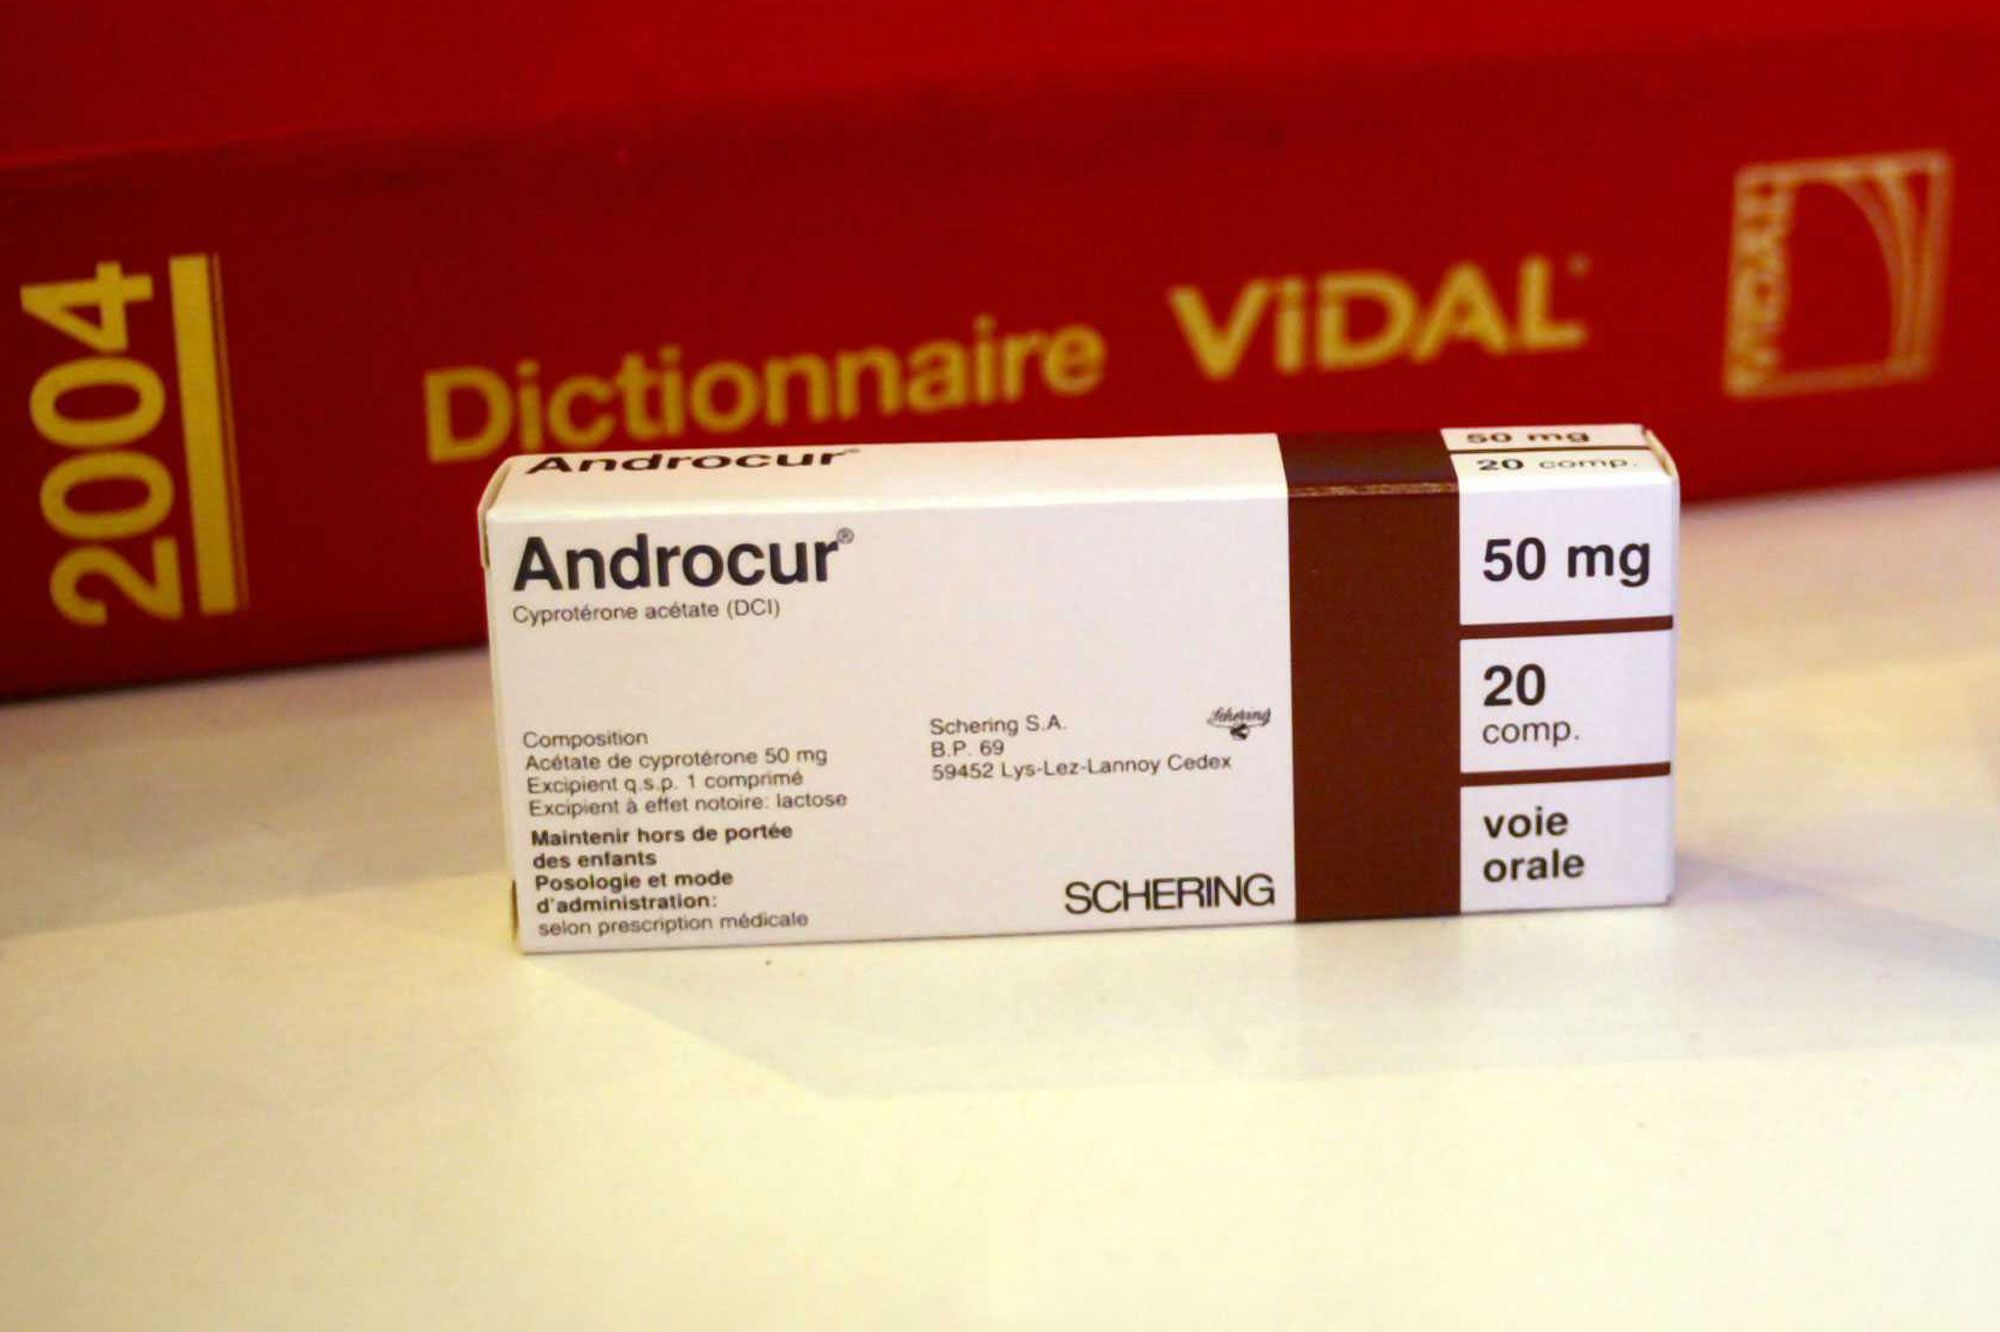 2004
Dictionnaire ViDAL
VIDAL
Androcur
50 mg
20 comp.
Androcur®
Cyprotérone acétate (DCI)
Composition
Acétate de cyprotérone 50 mg
Excipient q.s.p. 1 comprimé
Excipient à effet notoire: lactose
Maintenir hors de portée
des enfants
Posologie et mode
d'administration:
selon prescription médicale
Schering S.A.
B.P. 69
59452 Lys-Lez-Lannoy Cedex
Schering
SCHERING
50 mg
20
comp.
voie
orale